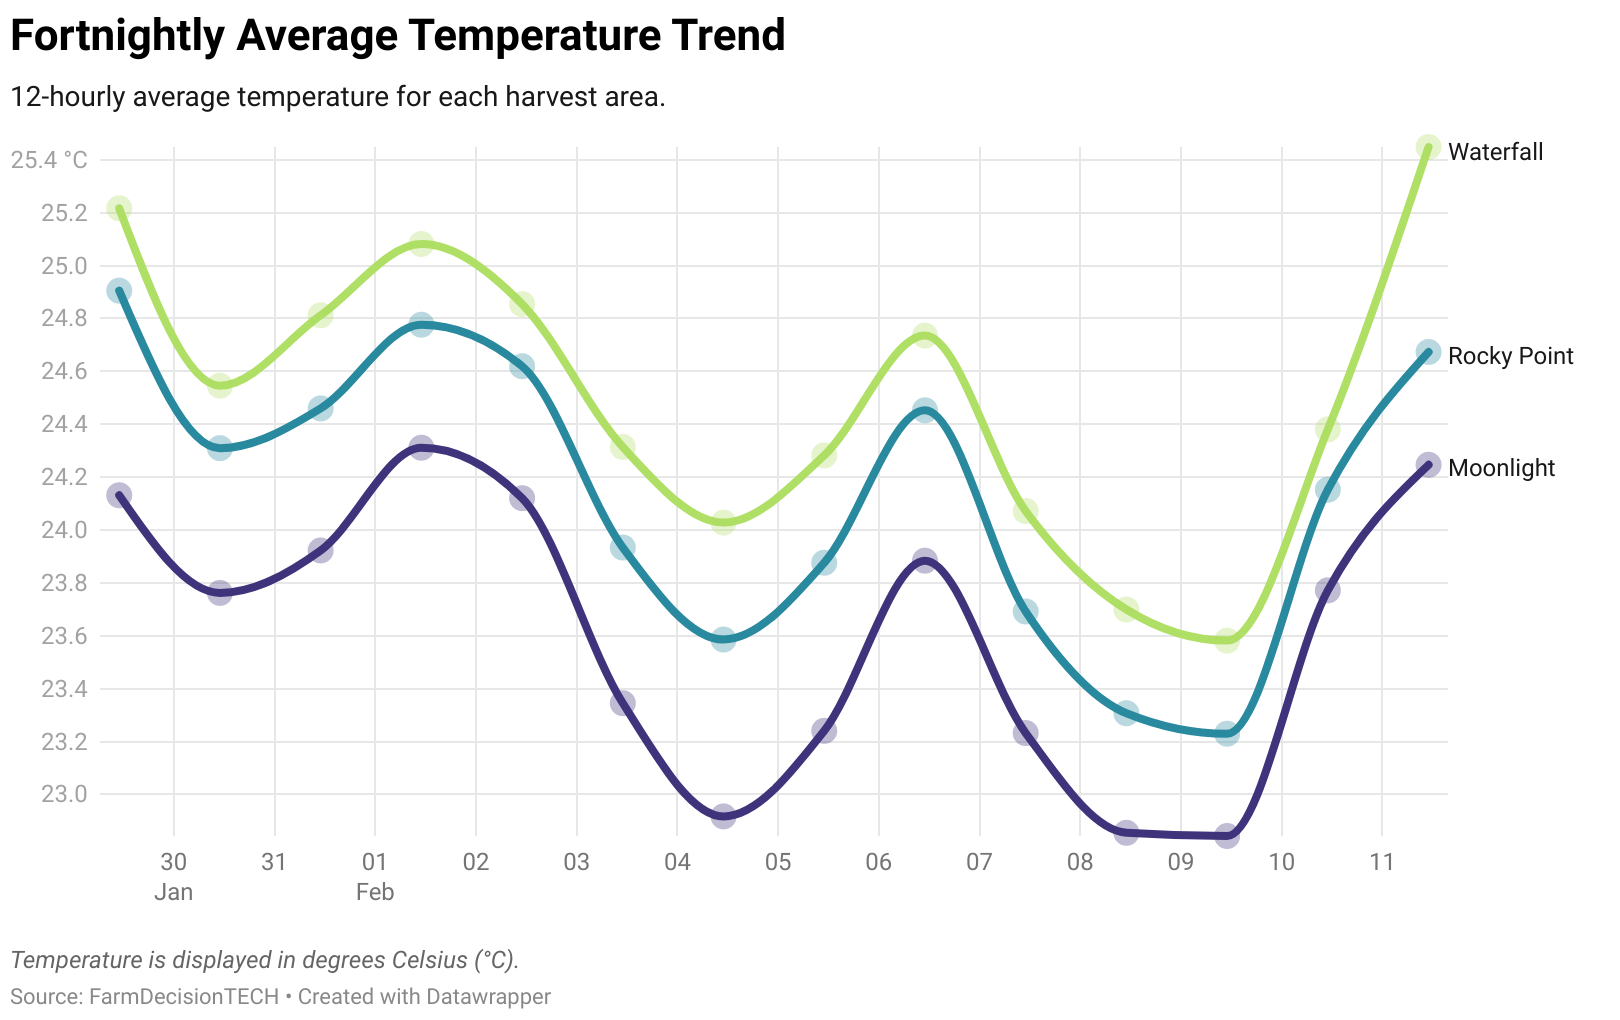 Fortnightly Average Temperature Trend
12-hourly average temperature for each harvest area.
25.4 °C
25.2
25.0
24.8
24.6
24.4
24.2
24.0
23.8
23.6
23.4
23.2
23.0
Waterfall
Rocky Point
Moonlight
30 31 01 02 03 04 05 06 07 08 09 10 11
Jan Feb
Temperature is displayed in degrees Celsius (°C).
Source: FarmDecisionTECH • Created with Datawrapper